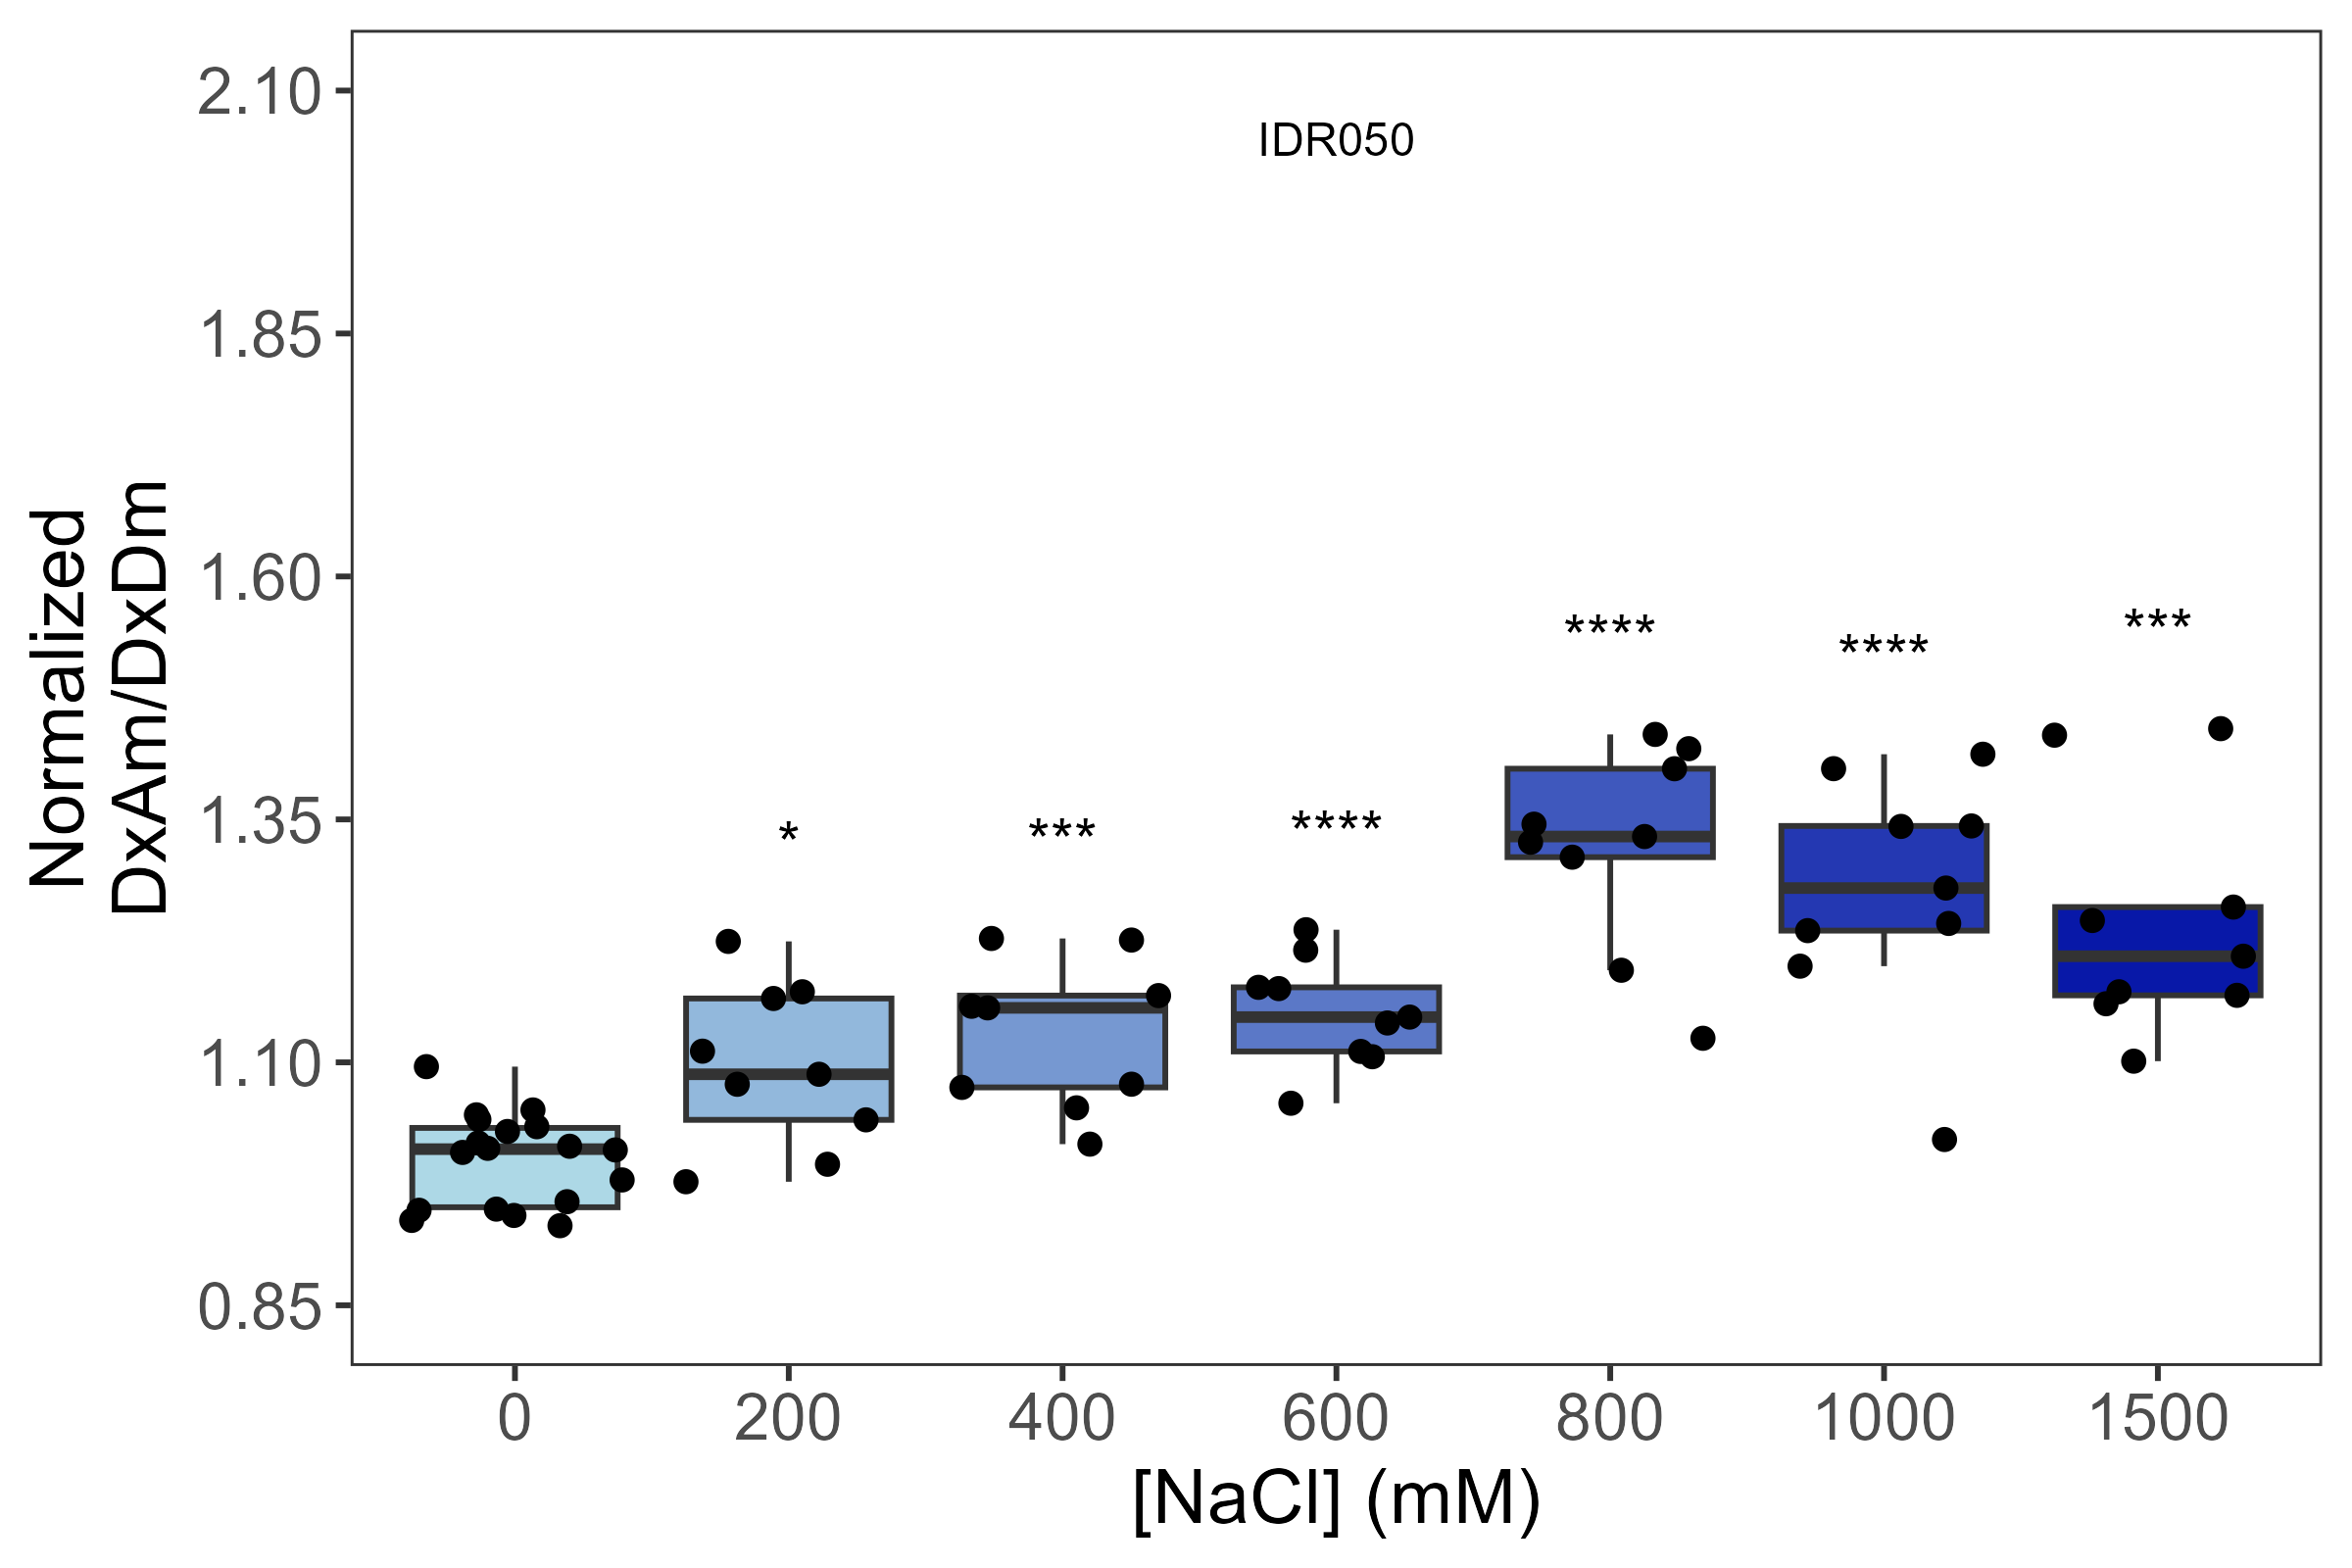 IDR050
Normalized
DxAm/DxDm
2.10
1.85
1.60
1.35
1.10
0.85
* *** **** **** **** ***
0 200 400 600 800 1000 1500
[NaCl] (mM)